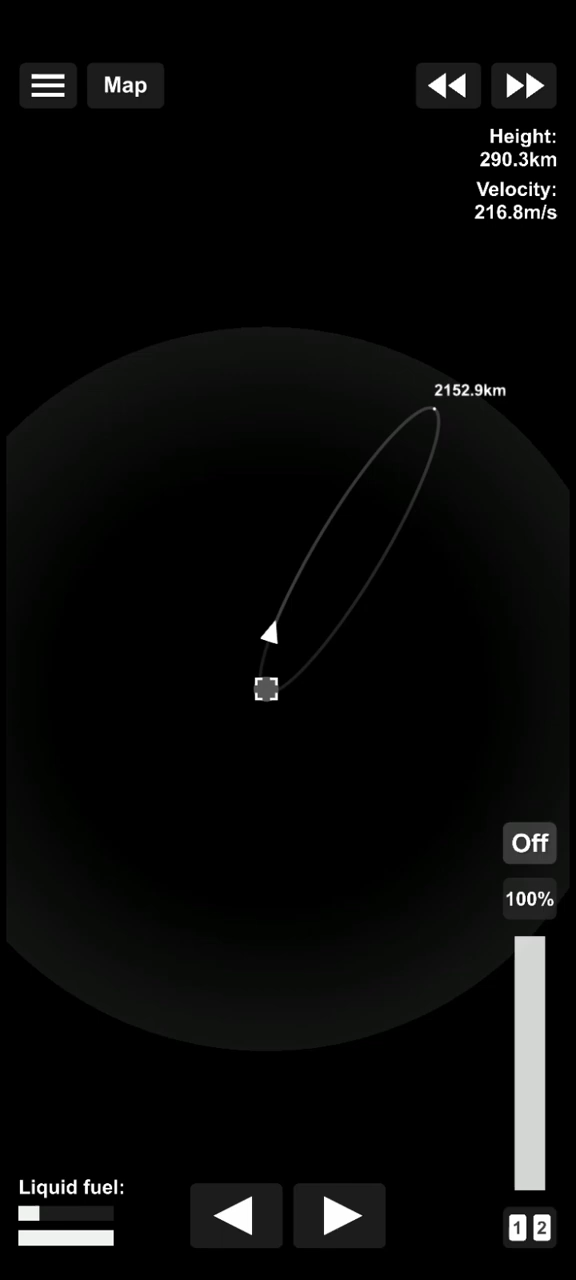 Map
Height:
290.3km
Velocity:
216.8m/s
2152.9km
Off
100%
Liquid fuel:
1 2